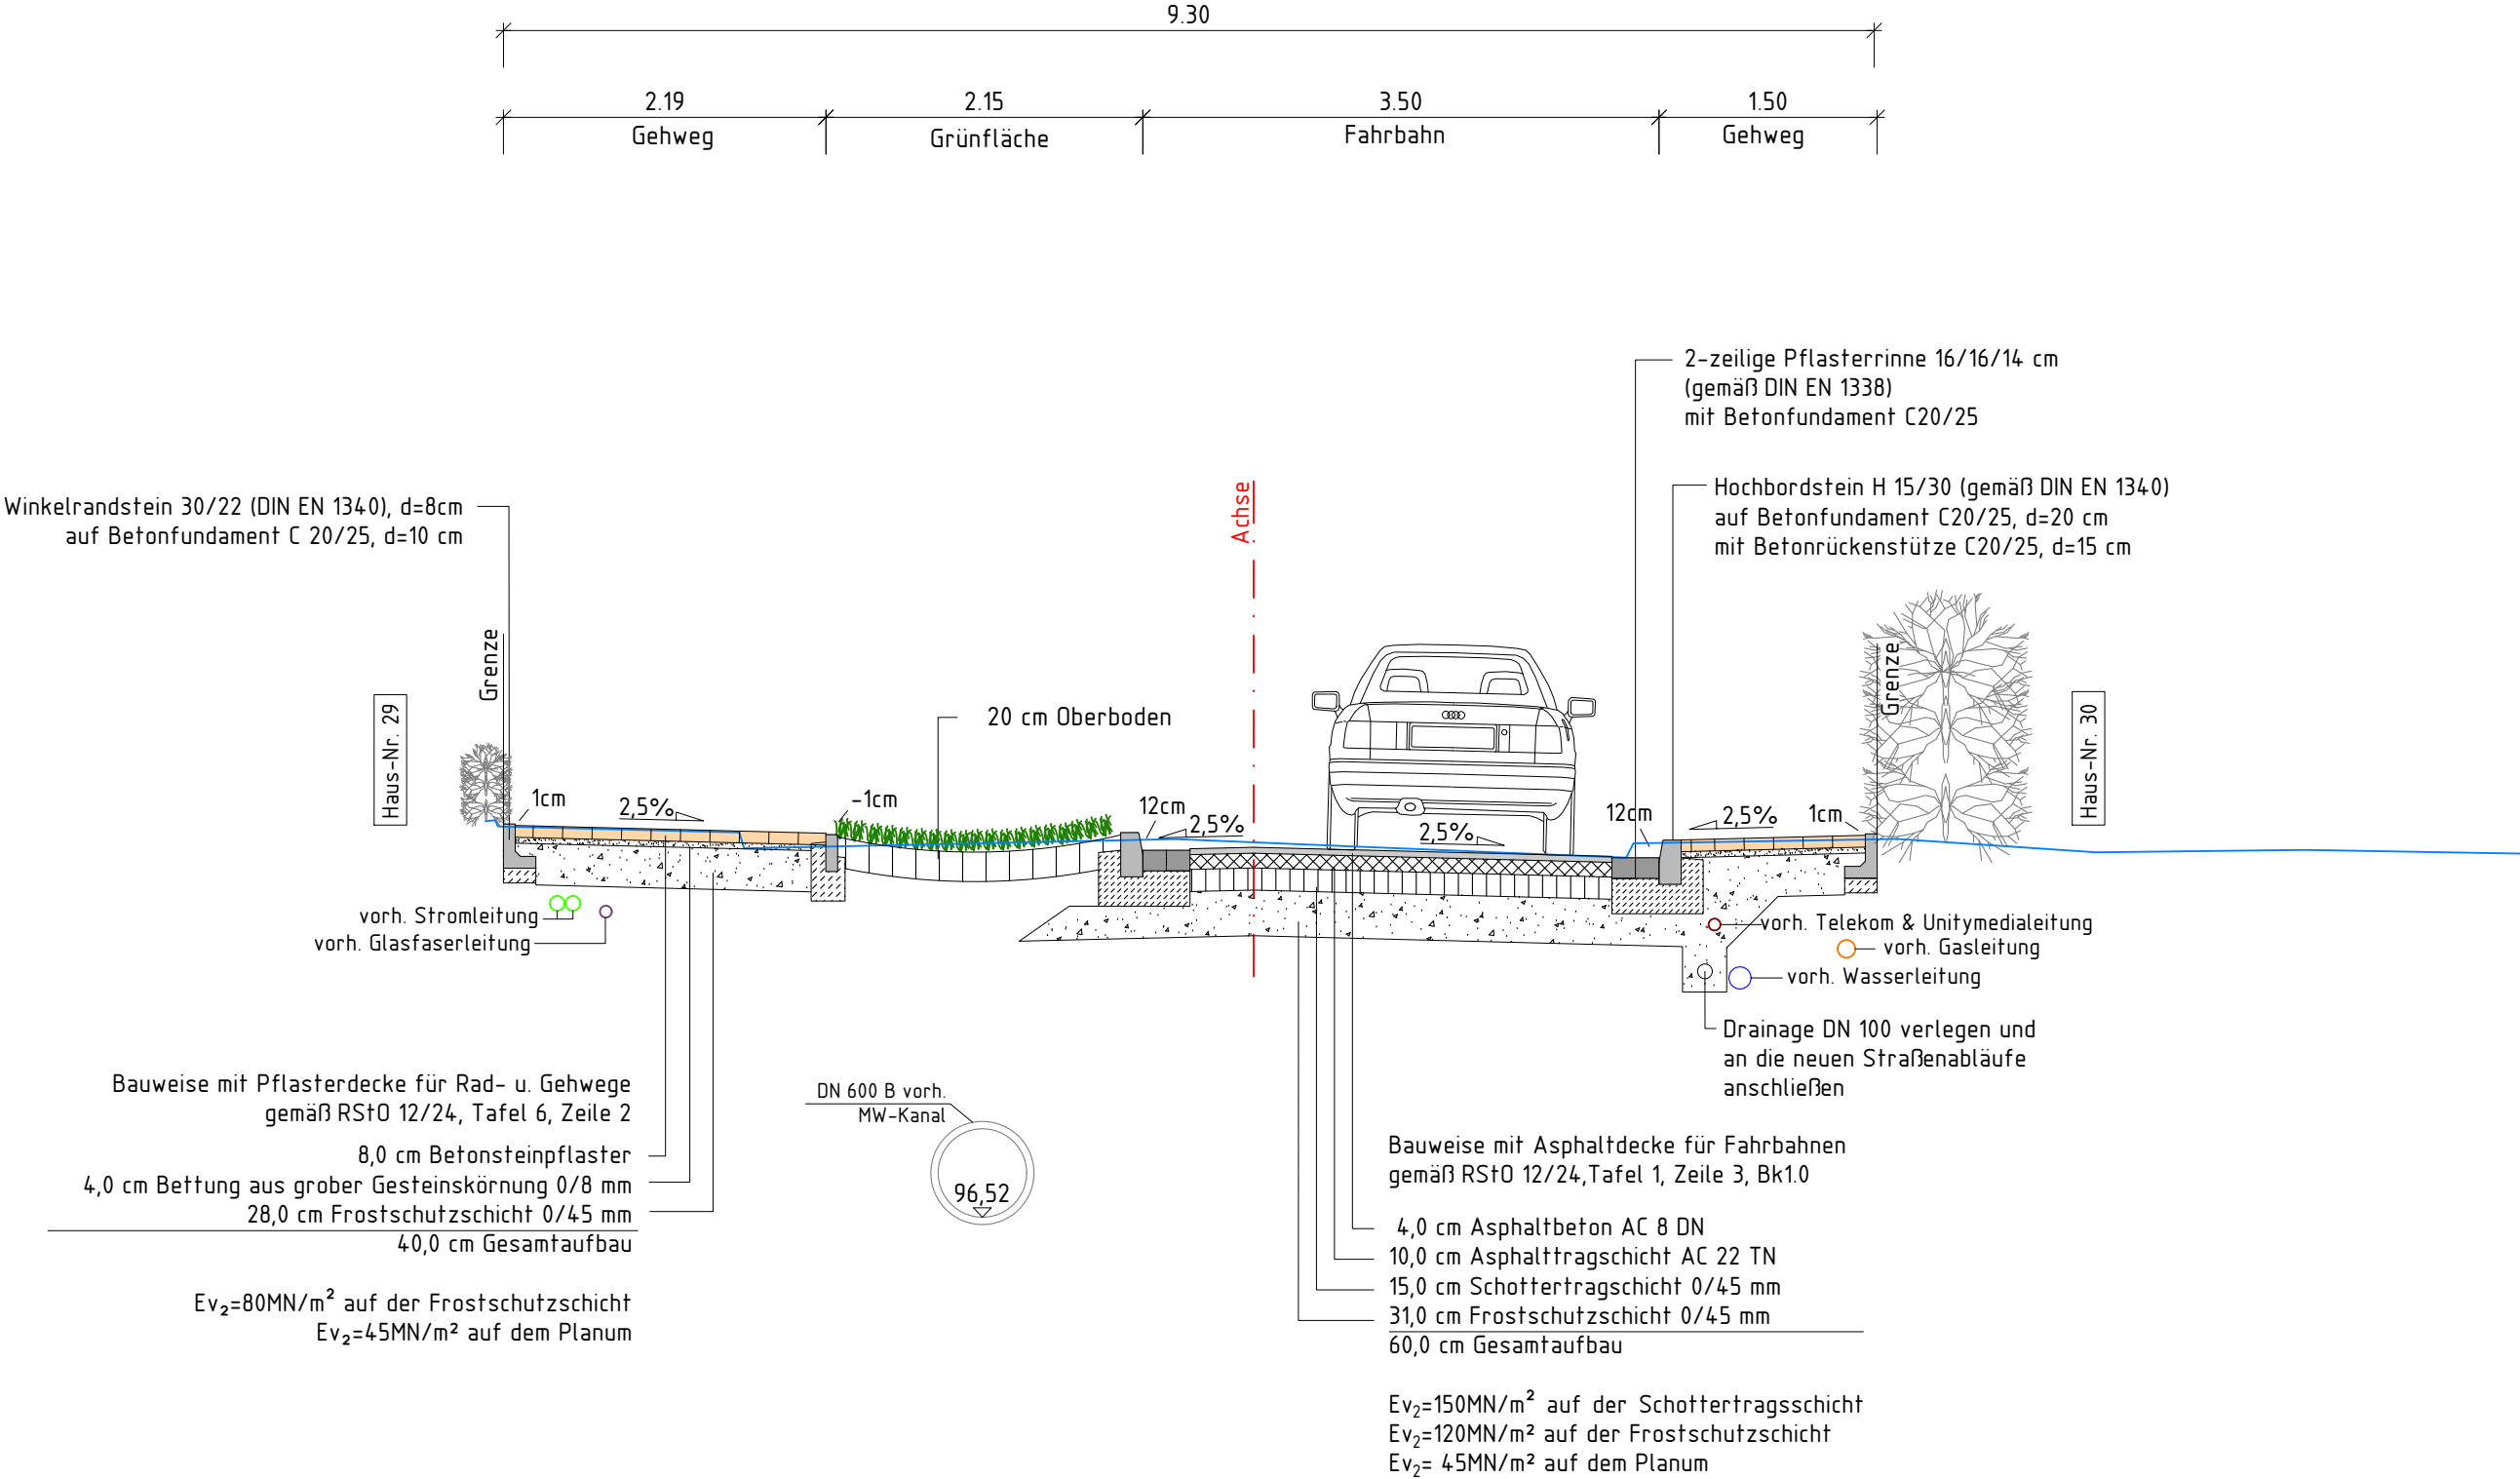 9.30
2.19
2.15
3.50
1.50
Gehweg
Grünfläche
Fahrbahn
Gehweg
2-zeilige Pflasterrinne 16/16/14 cm
(gemäß DIN EN 1338)
mit Betonfundament C20/25
Winkelrandstein 30/22 (DIN EN 1340), d=8cm
auf Betonfundament C 20/25, d=10 cm
Achse
Hochbordstein H 15/30 (gemäß DIN EN 1340)
auf Betonfundament C20/25, d=20 cm
mit Betonrückenstütze C20/25, d=15 cm
Grenze
Grenze
Haus-Nr. 29
Haus-Nr. 30
20 cm Oberboden
1cm
2,5%
-1cm
12cm
2,5%
2,5%
12cm
2,5%
1cm
vorh. Stromleitung
vorh. Glasfaserleitung
vorh. Telekom & Unitymedialeitung
vorh. Gasleitung
vorh. Wasserleitung
Drainage DN 100 verlegen und
an die neuen Straßenabläufe
anschließen
Bauweise mit Pflasterdecke für Rad- u. Gehwege
gemäß RStO 12/24, Tafel 6, Zeile 2
8,0 cm Betonsteinpflaster
4,0 cm Bettung aus grober Gesteinskörnung 0/8 mm
28,0 cm Frostschutzschicht 0/45 mm
40,0 cm Gesamtaufbau
Ev₂=80MN/m² auf der Frostschutzschicht
Ev₂=45MN/m² auf dem Planum
DN 600 B vorh.
MW-Kanal
96,52
Bauweise mit Asphaltdecke für Fahrbahnen
gemäß RStO 12/24,Tafel 1, Zeile 3, Bk1.0
4,0 cm Asphaltbeton AC 8 DN
10,0 cm Asphalttragschicht AC 22 TN
15,0 cm Schottertragschicht 0/45 mm
31,0 cm Frostschutzschicht 0/45 mm
60,0 cm Gesamtaufbau
Ev₂=150MN/m² auf der Schottertragsschicht
Ev₂=120MN/m² auf der Frostschutzschicht
Ev₂= 45MN/m² auf dem Planum